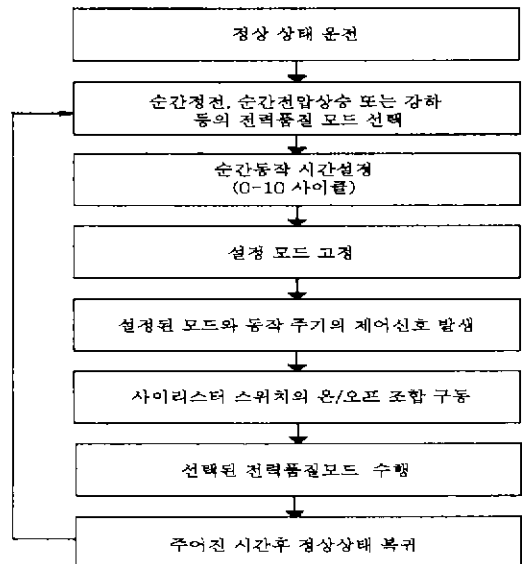 정상 상태 운전
순간정전, 순간전압상승 또는 강하
등의 전력품질 모드 선택
순간동작 시간설정
(0-10 사이클)
설정 모드 고정
설정된 모드와 동작 주기의 제어신호 발생
사이리스터 스위치의 온/오프 조합 구동
선택된 전력품질모드 수행
주어진 시간후 정상상태 복귀